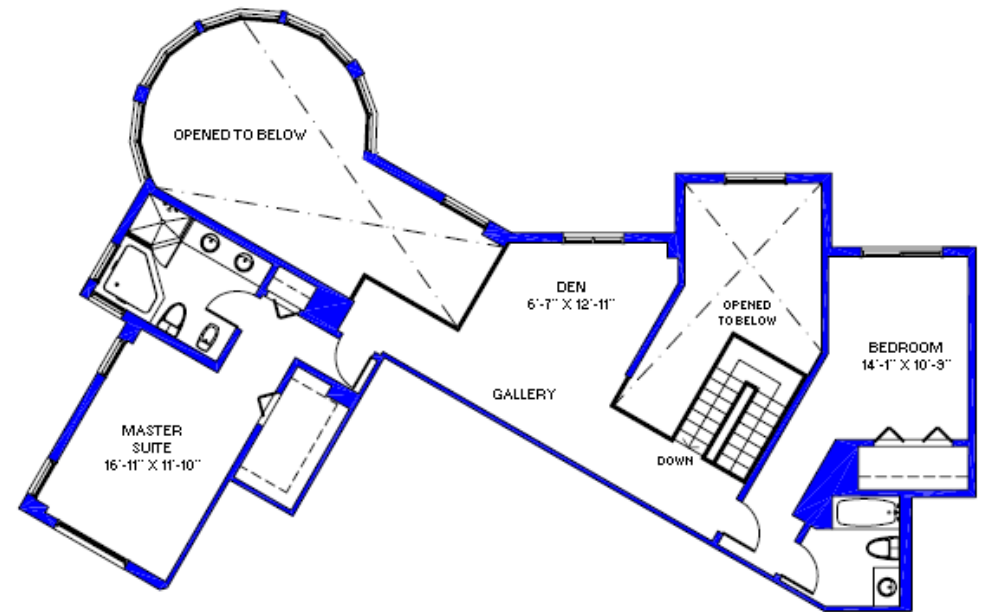 OPENED TO BELOW
DEN
6'-7" X 12'-11"
OPENED
TO BELOW
BEDROOM
14'-1" X 10'-9"
GALLERY
MASTER
SUITE
16'-11" X 11'-10"
DOWN